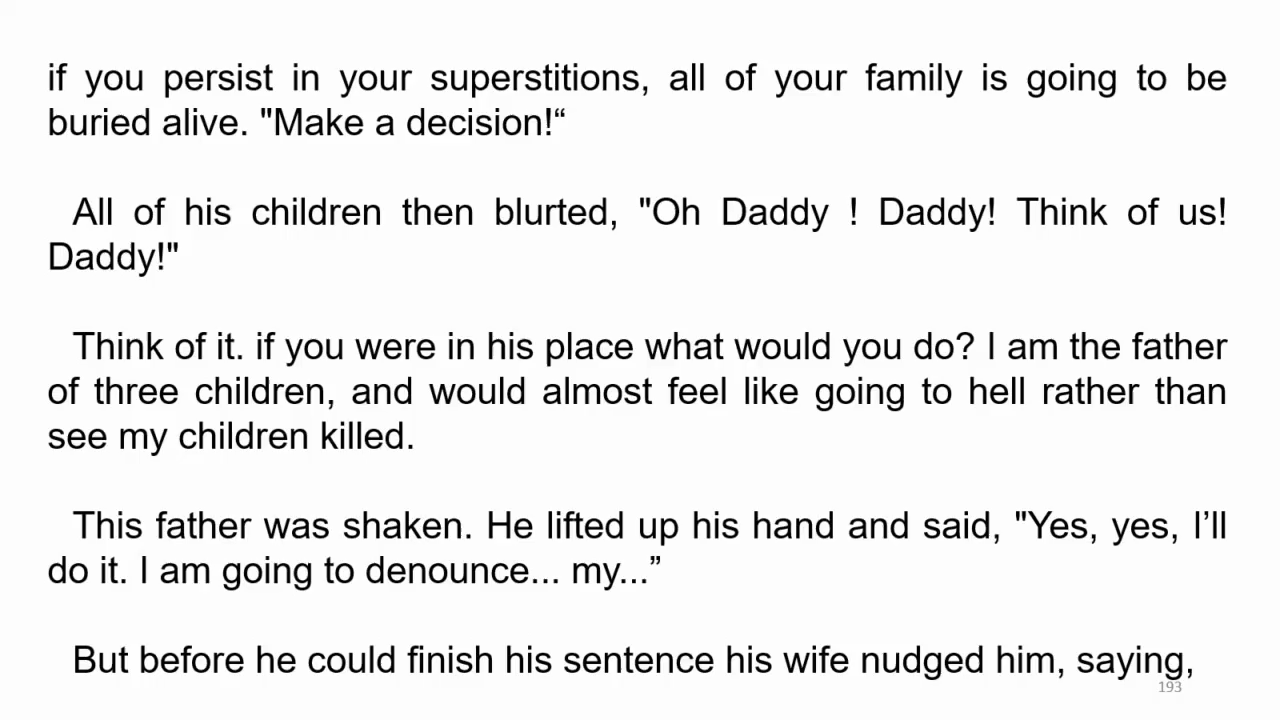 if you persist in your superstitions, all of your family is going to be
buried alive. "Make a decision!“
All of his children then blurted, "Oh Daddy ! Daddy! Think of us!
Daddy!"
Think of it. if you were in his place what would you do? I am the father
of three children, and would almost feel like going to hell rather than
see my children killed.
This father was shaken. He lifted up his hand and said, "Yes, yes, I’ll
do it. I am going to denounce... my...”
But before he could finish his sentence his wife nudged him, saying,
193